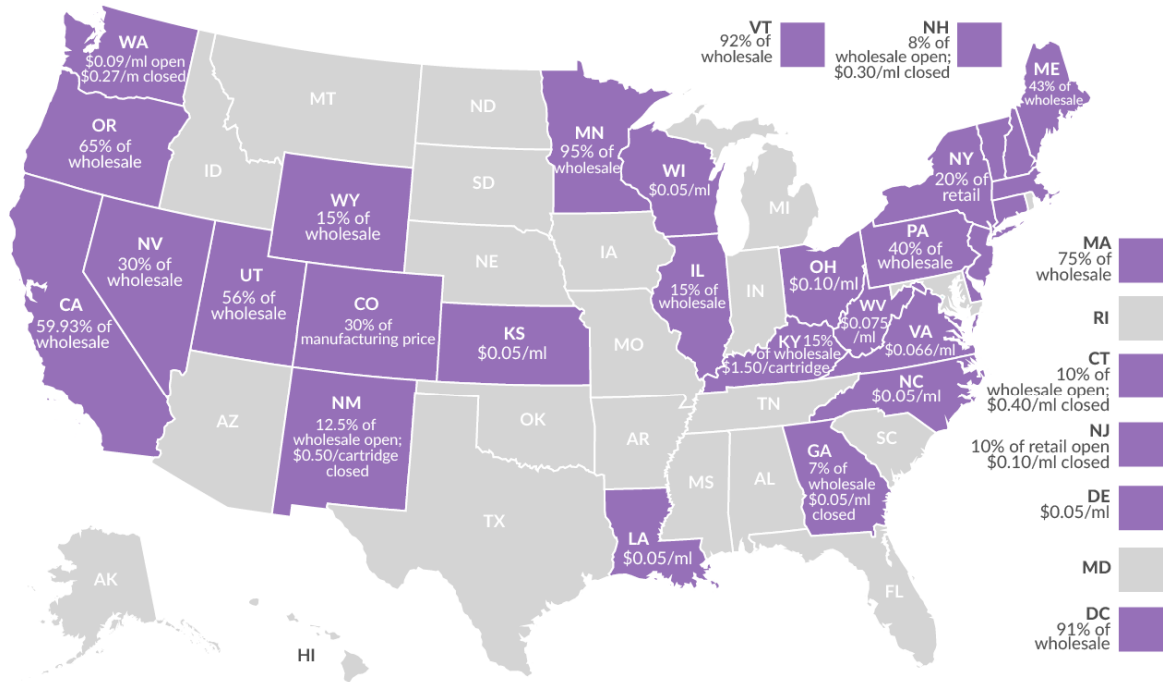 VT
92% of
wholesale
NH
8% of
wholesale open;
$0.30/ml closed
WA
$0.09/ml open
$0.27/m closed
MT
ND
ME
43% of
wholesale
OR
65% of
wholesale
ID
MN
95% of
wholesale
WI
$0.05/ml
NY
20% of
retail
SD
WY
15% of
wholesale
MI
NV
30% of
wholesale
PA
40% of
wholesale
MA
75% of
wholesale
IA
NE
UT
56% of
wholesale
IL
15% of
wholesale
IN
OH
$0.10/ml
CA
59.93% of
wholesale
CO
30% of
manufacturing price
WV
$0.075
/ml
RI
KS
$0.05/ml
MO
KY 15%
of wholesale
$1.50/cartridge
VA
$0.066/ml
CT
10% of
wholesale open;
$0.40/ml closed
NC
$0.05/ml
AZ
NM
12.5% of
wholesale open;
$0.50/cartridge
closed
OK
AR
TN
SC
NJ
10% of retail open
$0.10/ml closed
MS
AL
GA
7% of
wholesale
$0.05/ml
closed
DE
$0.05/ml
TX
LA
$0.05/ml
MD
AK
FL
DC
91% of
wholesale
HI